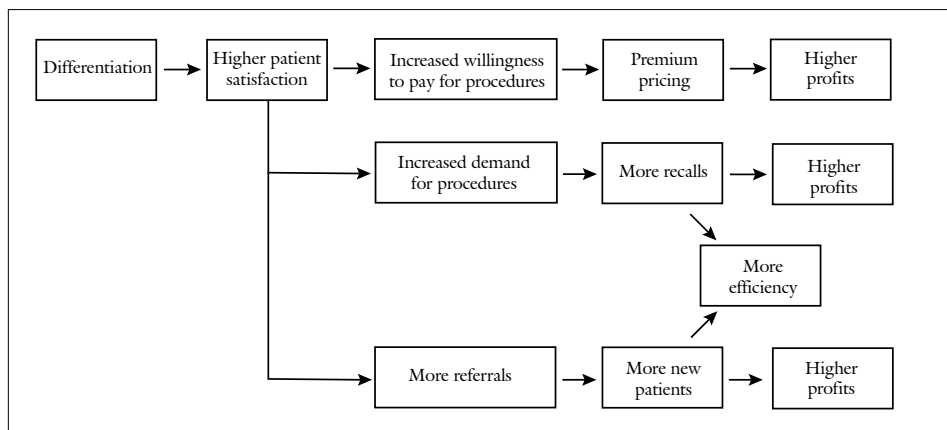 Differentiation
Higher patient
satisfaction
Increased willingness
to pay for procedures
Premium
pricing
Higher
profits
Increased demand
for procedures
More recalls
Higher
profits
More
efficiency
More referrals
More new
patients
Higher
profits